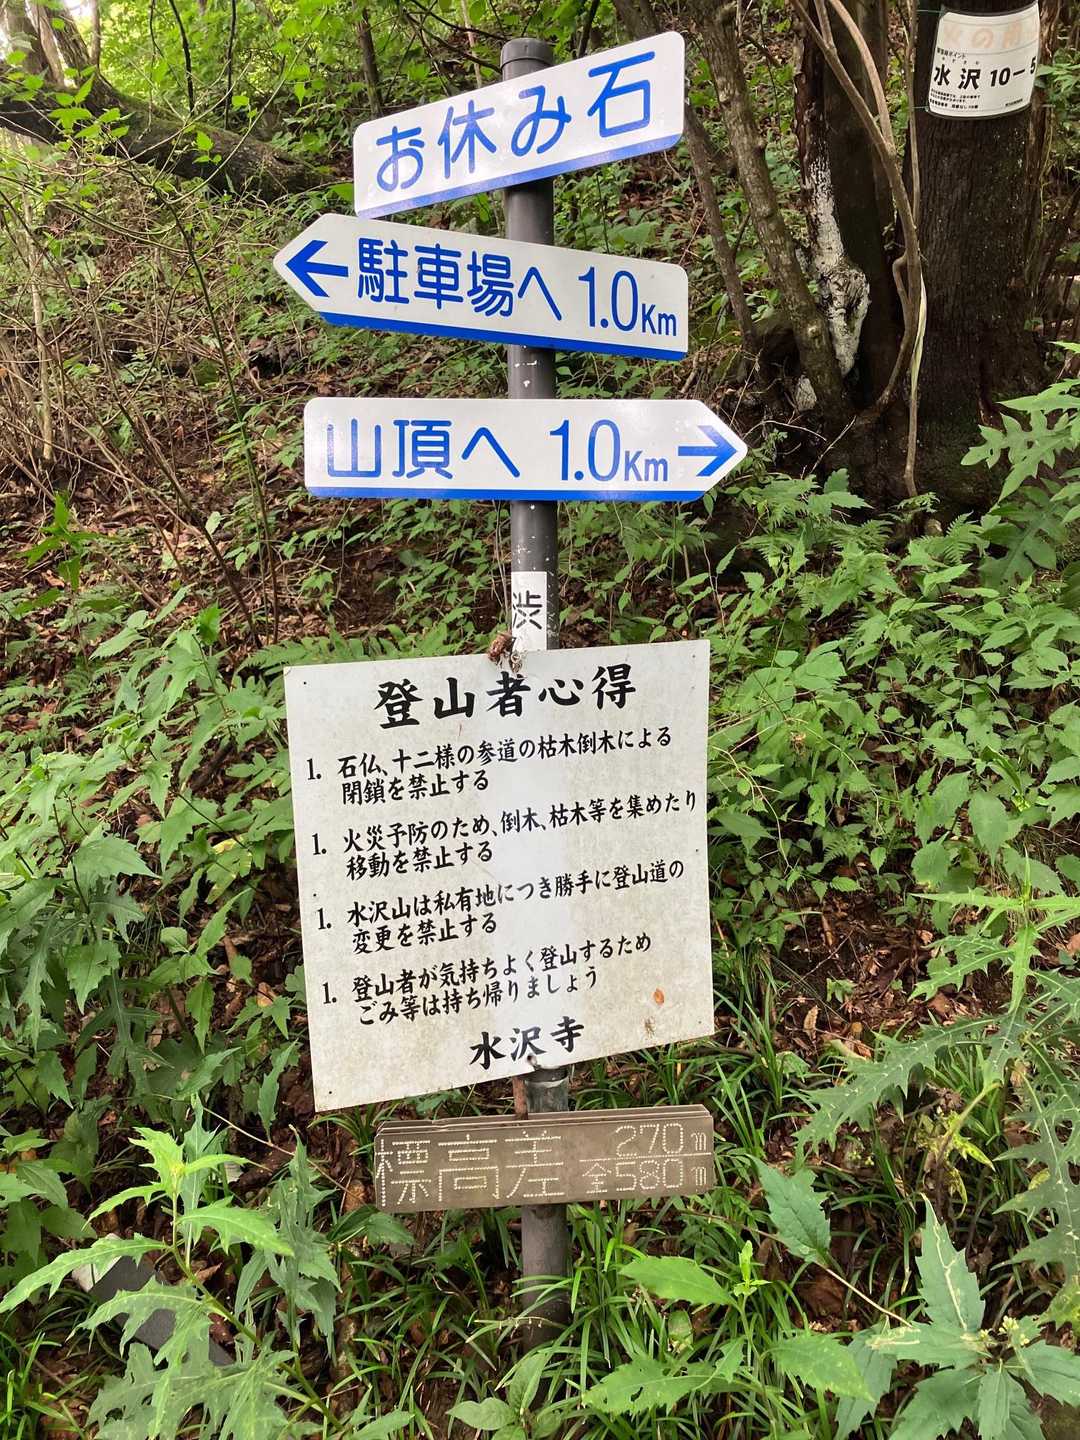 お休み石
水沢 10-5
←駐車場へ 1.0Km
山頂へ 1.0Km→
渋
登山者心得
1. 石仏、十二様の参道の枯木倒木による
閉鎖を禁止する
1. 火災予防のため、倒木、枯木等を集めたり
移動を禁止する
1. 水沢山は私有地につき勝手に登山道の
変更を禁止する
1. 登山者が気持ちよく登山するため
ごみ等は持ち帰りましょう
水沢寺
標高差 270m
全580m